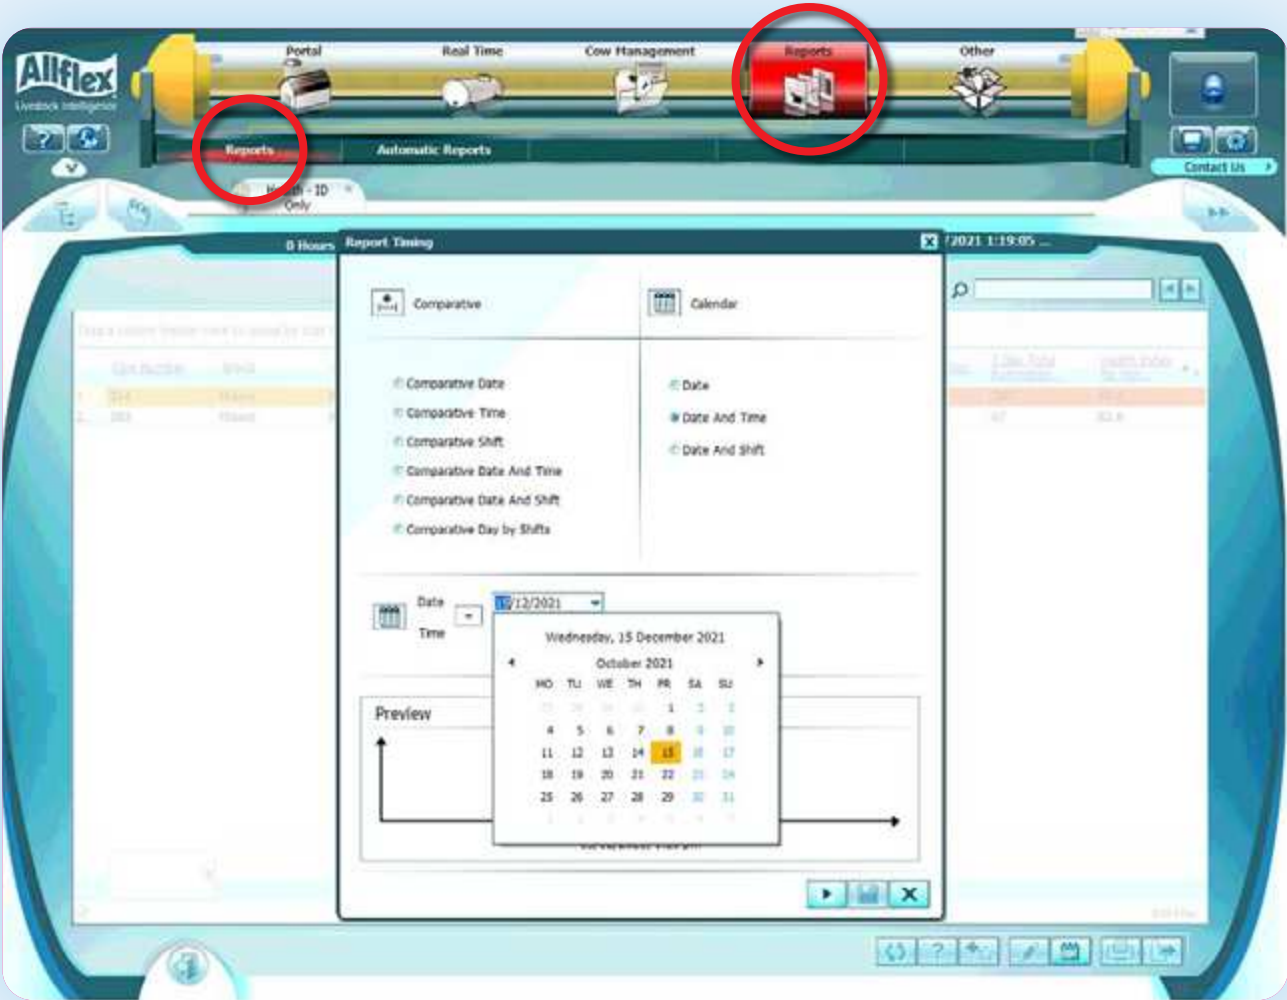 Allflex
Livestock Intelligence
Portal
Real Time
Cow Management
Reports
Other
?
Reports
Automatic Reports
Contact Us
Health - ID
Only
0 Hours
Report Timing
/2021 1:19:05 ...
Comparative
Calendar
Comparative Date
Comparative Time
Comparative Shift
Comparative Date And Time
Comparative Date And Shift
Comparative Day by Shifts
Date
Date And Time
Date And Shift
Date
Time
15/12/2021
Wednesday, 15 December 2021
October 2021
MO TU WE TH FR SA SU
1 2 3
4 5 6 7 8 9 10
11 12 13 14 15 16 17
18 19 20 21 22 23 24
25 26 27 28 29 30 31
Preview
?